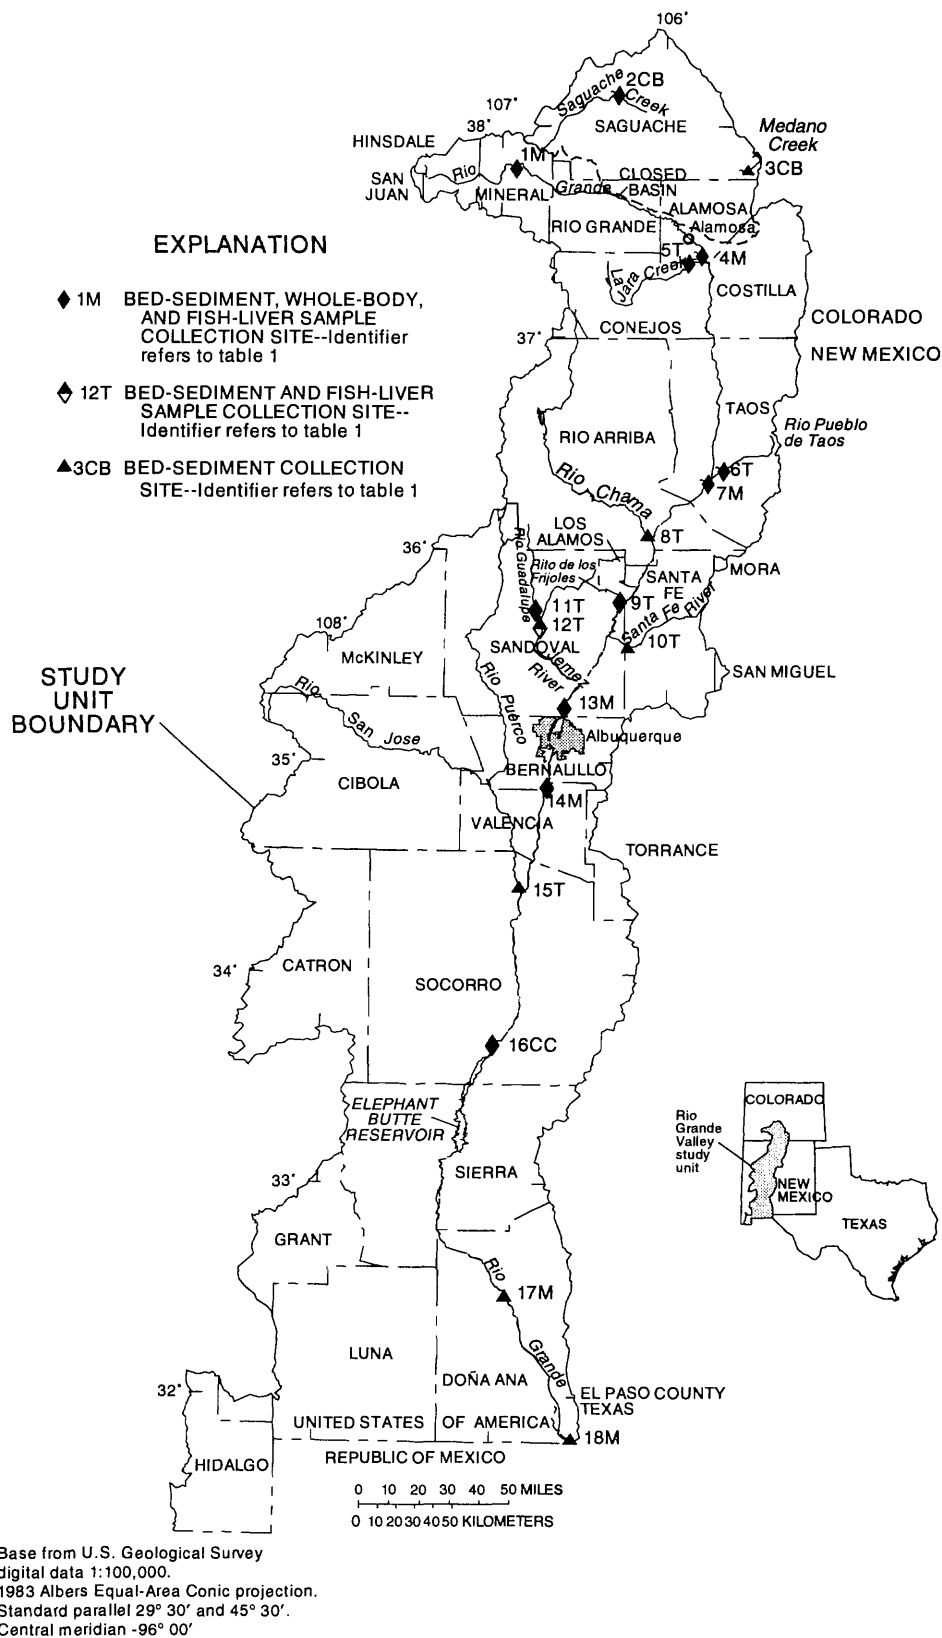 106°
2CB
Saguache
Creek
107°
38°
SAGUACHE
Medano
Creek
HINSDALE
1M
3CB
SAN
JUAN
Rio
CLOSED
BASIN
MINERAL
Grande
ALAMOSA
Alamosa
RIO GRANDE
5T
4M
La
Jara
Creek
COSTILLA
CONEJOS
COLORADO
37°
NEW MEXICO
EXPLANATION
1M BED-SEDIMENT, WHOLE-BODY,
AND FISH-LIVER SAMPLE
COLLECTION SITE--Identifier
refers to table 1
12T BED-SEDIMENT AND FISH-LIVER
SAMPLE COLLECTION SITE--
Identifier refers to table 1
3CB BED-SEDIMENT COLLECTION
SITE--Identifier refers to table 1
TAOS
Rio Pueblo
de Taos
RIO ARRIBA
6T
7M
Rio Chama
LOS
ALAMOS
8T
36°
Rio Guadalupe
Rito de los
Frijoles
SANTA
FE
MORA
11T
9T
Santa Fe River
12T
10T
108°
McKINLEY
SANDOVAL
Jemez
River
SAN MIGUEL
STUDY
UNIT
BOUNDARY
Rio
San Jose
Rio Puerco
13M
Albuquerque
35°
BERNALILLO
CIBOLA
14M
VALENCIA
TORRANCE
15T
34°
CATRON
SOCORRO
16CC
ELEPHANT
BUTTE
RESERVOIR
COLORADO
Rio
Grande
Valley
study
unit
NEW
MEXICO
TEXAS
33°
SIERRA
GRANT
Rio
17M
LUNA
Grande
DOÑA ANA
32°
EL PASO COUNTY
TEXAS
UNITED STATES OF AMERICA
18M
REPUBLIC OF MEXICO
HIDALGO
0 10 20 30 40 50 MILES
0 10 20 30 40 50 KILOMETERS
Base from U.S. Geological Survey
digital data 1:100,000.
1983 Albers Equal-Area Conic projection.
Standard parallel 29° 30' and 45° 30'.
Central meridian -96° 00'